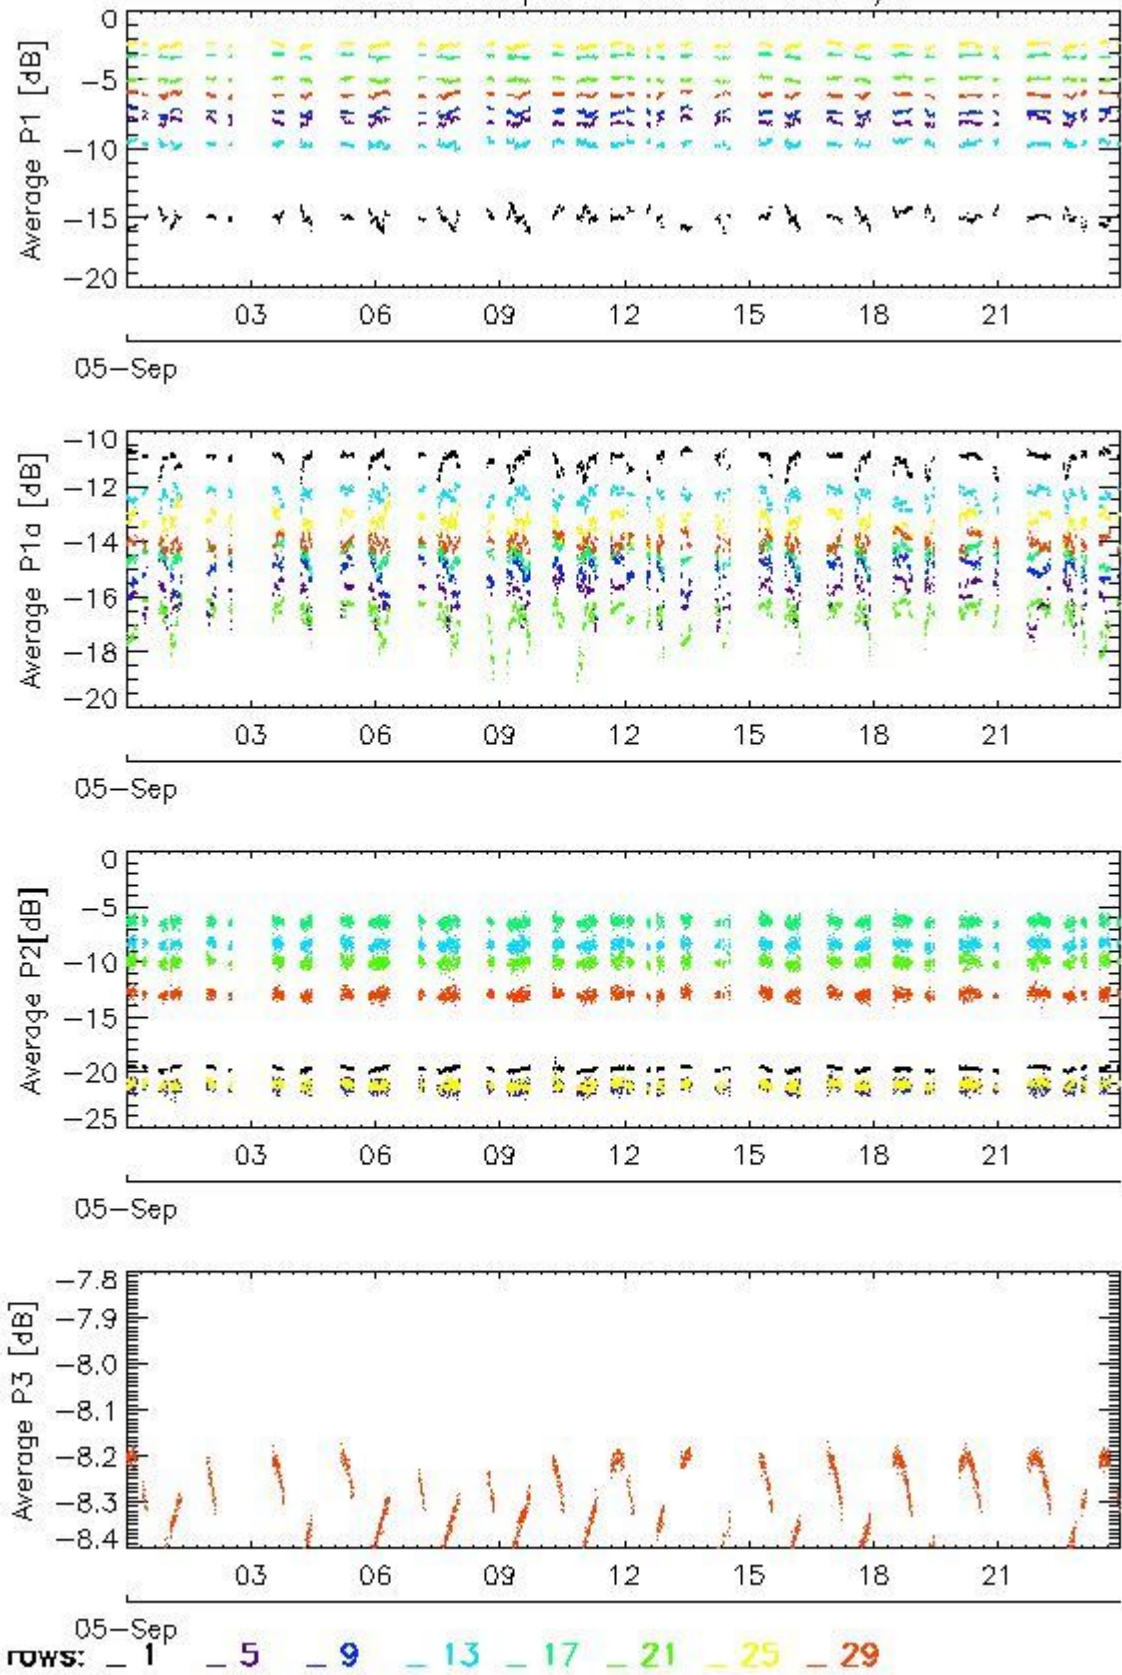 Average P1 [dB]
0
−5
−10
−15
−20
03 06 09 12 15 18 21
05−Sep
Average P1a [dB]
−10
−12
−14
−16
−18
−20
03 06 09 12 15 18 21
05−Sep
Average P2[dB]
0
−5
−10
−15
−20
−25
03 06 09 12 15 18 21
05−Sep
Average P3 [dB]
−7.8
−7.9
−8.0
−8.1
−8.2
−8.3
−8.4
03 06 09 12 15 18 21
05−Sep
rows: _ 1 _ 5 _ 9 _ 13 _ 17 _ 21 _ 25 _ 29